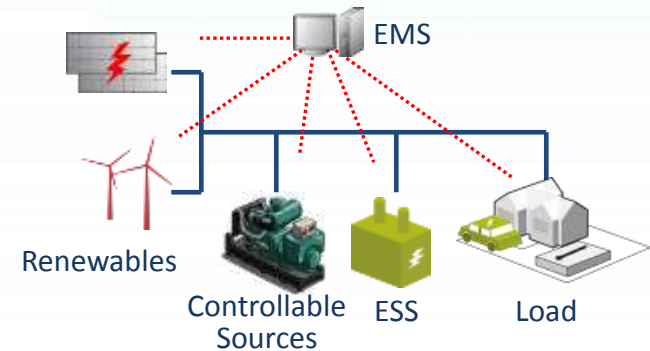 EMS
Renewables
Controllable
Sources
ESS
Load